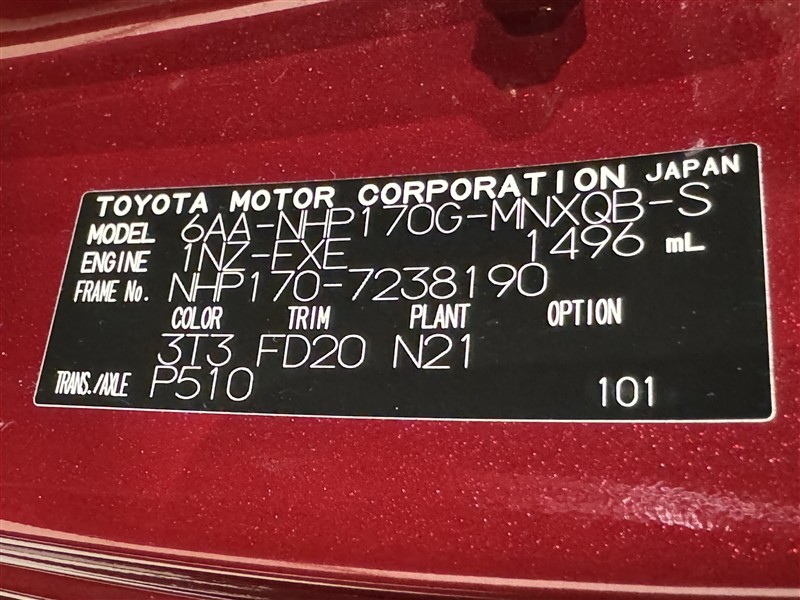 TOYOTA MOTOR CORPORATION JAPAN
MODEL 6AA-NHP170G-MNXQB-S
ENGINE 1NZ-FXE 1496 mL
FRAME No. NHP170-7238190
COLOR TRIM PLANT OPTION
3T3 FD20 N21
TRANS./AXLE P510 101